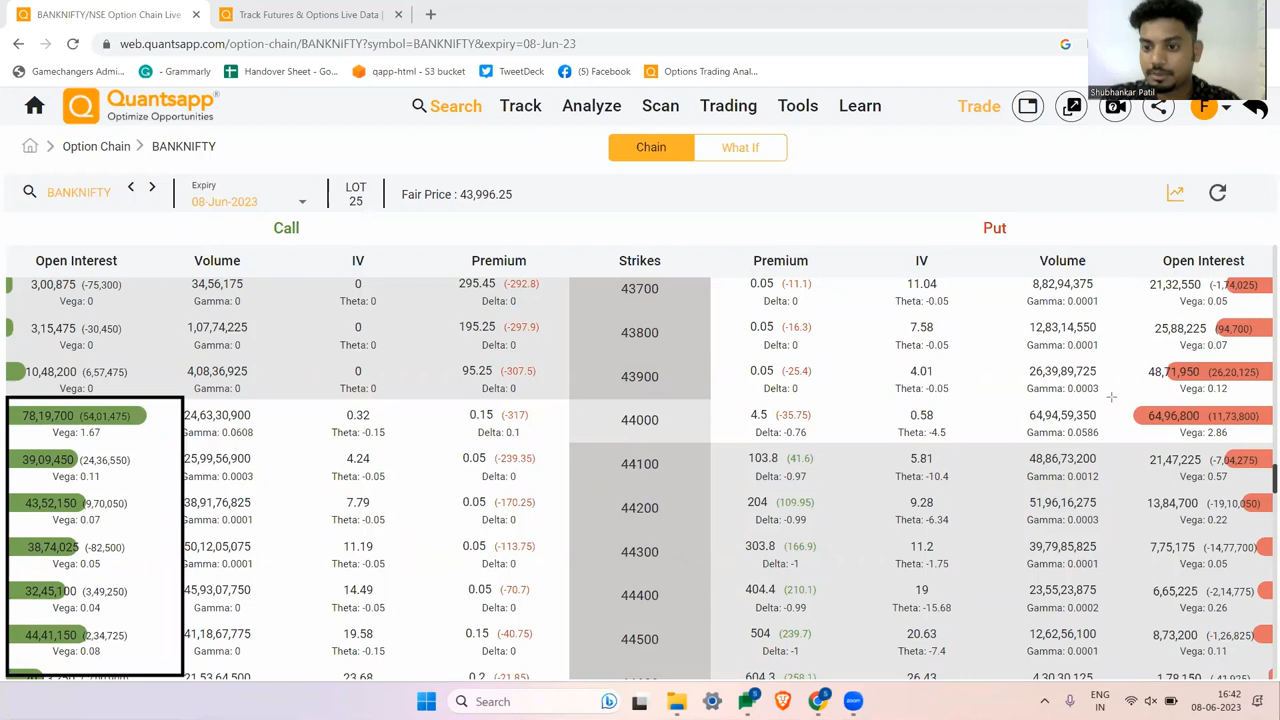 BANKNIFTY/NSE Option Chain Live
Track Futures & Options Live Data |
web.quantsapp.com/option-chain/BANKNIFTY?symbol=BANKNIFTY&expiry=08-Jun-23
Gamechangers Admi... - Grammarly Handover Sheet - Go... qapp-html - S3 bucket TweetDeck (5) Facebook Options Trading Anal...
Shubhankar Patil
Quantsapp
Optimize Opportunities
Search Track Analyze Scan Trading Tools Learn Trade F
Option Chain BANKNIFTY
Chain What If
BANKNIFTY Expiry 08-Jun-2023 LOT 25 Fair Price : 43,996.25
Call Put
Open Interest Volume IV Premium Strikes Premium IV Volume Open Interest
3,00,875 (-75,300) 34,56,175 0 295.45 (-292.8) 43700 0.05 (-11.1) 11.04 8,82,94,375 21,32,550 (-1,74,025)
Vega: 0 Gamma: 0 Theta: 0 Delta: 0 Delta: 0 Theta: -0.05 Gamma: 0.0001 Vega: 0.05
3,15,475 (-30,450) 1,07,74,225 0 195.25 (-297.9) 43800 0.05 (-16.3) 7.58 12,83,14,550 25,88,225 (94,700)
Vega: 0 Gamma: 0 Theta: 0 Delta: 0 Delta: 0 Theta: -0.05 Gamma: 0.0001 Vega: 0.07
10,48,200 (6,57,475) 4,08,36,925 0 95.25 (-307.5) 43900 0.05 (-25.4) 4.01 26,39,89,725 48,71,950 (26,20,125)
Vega: 0 Gamma: 0 Theta: 0 Delta: 0 Delta: 0 Theta: -0.05 Gamma: 0.0003 Vega: 0.12
78,19,700 (54,01,475) 24,63,30,900 0.32 0.15 (-317) 44000 4.5 (-35.75) 0.58 64,94,59,350 64,96,800 (11,73,800)
Vega: 1.67 Gamma: 0.0608 Theta: -0.15 Delta: 0.1 Delta: -0.76 Theta: -4.5 Gamma: 0.0586 Vega: 2.86
39,09,450 (24,36,550) 25,99,56,900 4.24 0.05 (-239.35) 44100 103.8 (41.6) 5.81 48,86,73,200 21,47,225 (-7,04,275)
Vega: 0.11 Gamma: 0.0003 Theta: -0.05 Delta: 0 Delta: -0.97 Theta: -10.4 Gamma: 0.0012 Vega: 0.57
43,52,150 (9,70,050) 38,91,76,825 7.79 0.05 (-170.25) 44200 204 (109.95) 9.28 51,96,16,275 13,84,700 (-19,10,050)
Vega: 0.07 Gamma: 0.0001 Theta: -0.05 Delta: 0 Delta: -0.99 Theta: -6.34 Gamma: 0.0003 Vega: 0.22
38,74,025 (-82,500) 50,12,05,075 11.19 0.05 (-113.75) 44300 303.8 (166.9) 11.2 39,79,85,825 7,75,175 (-14,77,700)
Vega: 0.05 Gamma: 0.0001 Theta: -0.05 Delta: 0 Delta: -1 Theta: -1.75 Gamma: 0.0001 Vega: 0.05
32,45,100 (3,49,250) 45,93,07,750 14.49 0.05 (-70.7) 44400 404.4 (210.1) 19 23,55,23,875 6,65,225 (-2,14,775)
Vega: 0.04 Gamma: 0 Theta: -0.05 Delta: 0 Delta: -0.99 Theta: -15.68 Gamma: 0.0002 Vega: 0.26
44,41,150 (2,34,725) 41,18,67,775 19.58 0.15 (-40.75) 44500 504 (239.7) 20.63 12,62,56,100 8,73,200 (-1,26,825)
Vega: 0.08 Gamma: 0 Theta: -0.15 Delta: 0 Delta: -1 Theta: -7.4 Gamma: 0.0001 Vega: 0.11
Search ENG IN 16:42 08-06-2023